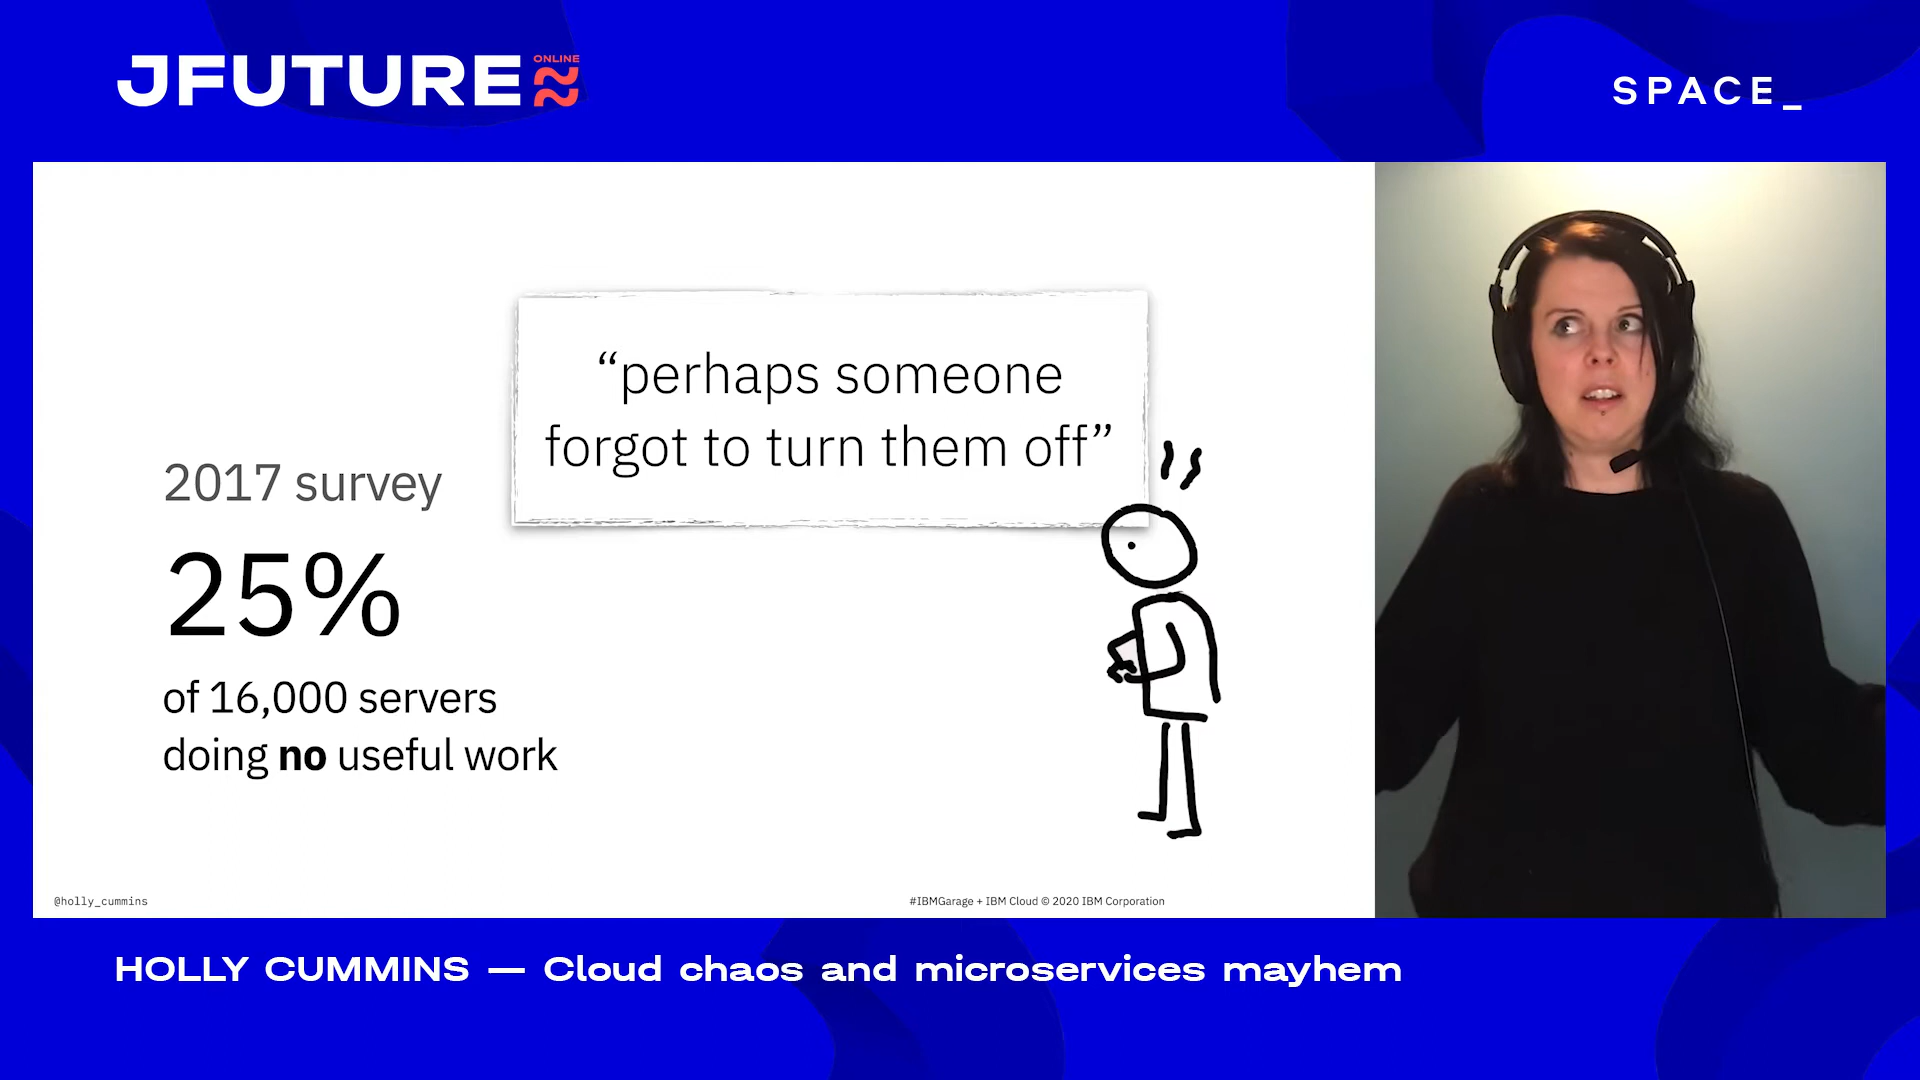 JFUTURE ONLINE
SPACE_
“perhaps someone
forgot to turn them off”
2017 survey
25%
of 16,000 servers
doing no useful work
@holly_cummins
#IBMGarage + IBM Cloud © 2020 IBM Corporation
HOLLY CUMMINS — Cloud chaos and microservices mayhem